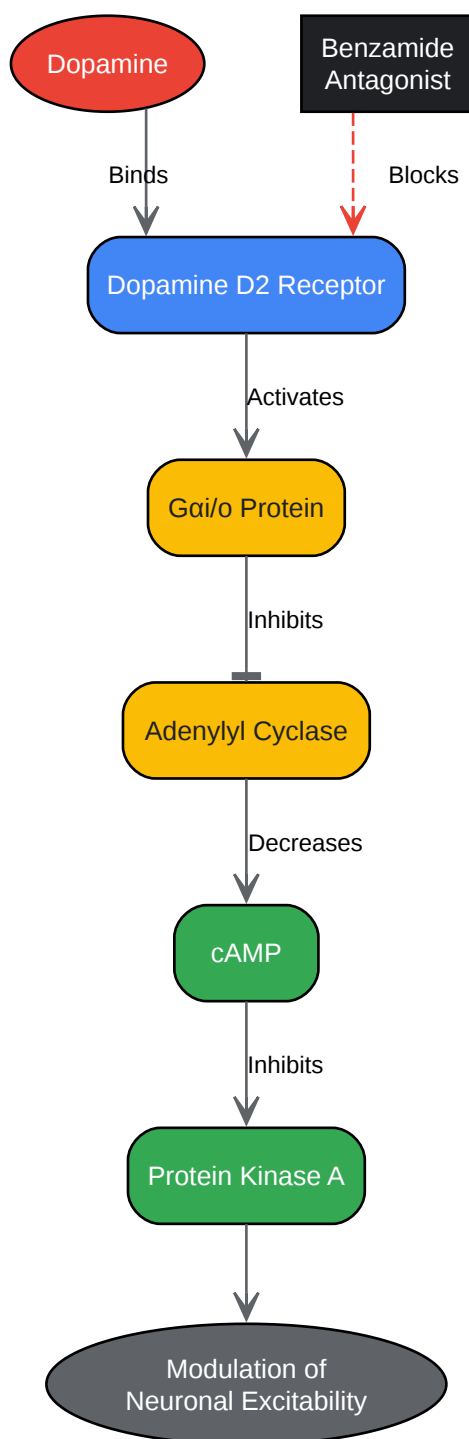 Dopamine
Benzamide
Antagonist
Binds
Blocks
Dopamine D2 Receptor
Activates
Gαi/o Protein
Inhibits
Adenylyl Cyclase
Decreases
cAMP
Inhibits
Protein Kinase A
Modulation of
Neuronal Excitability